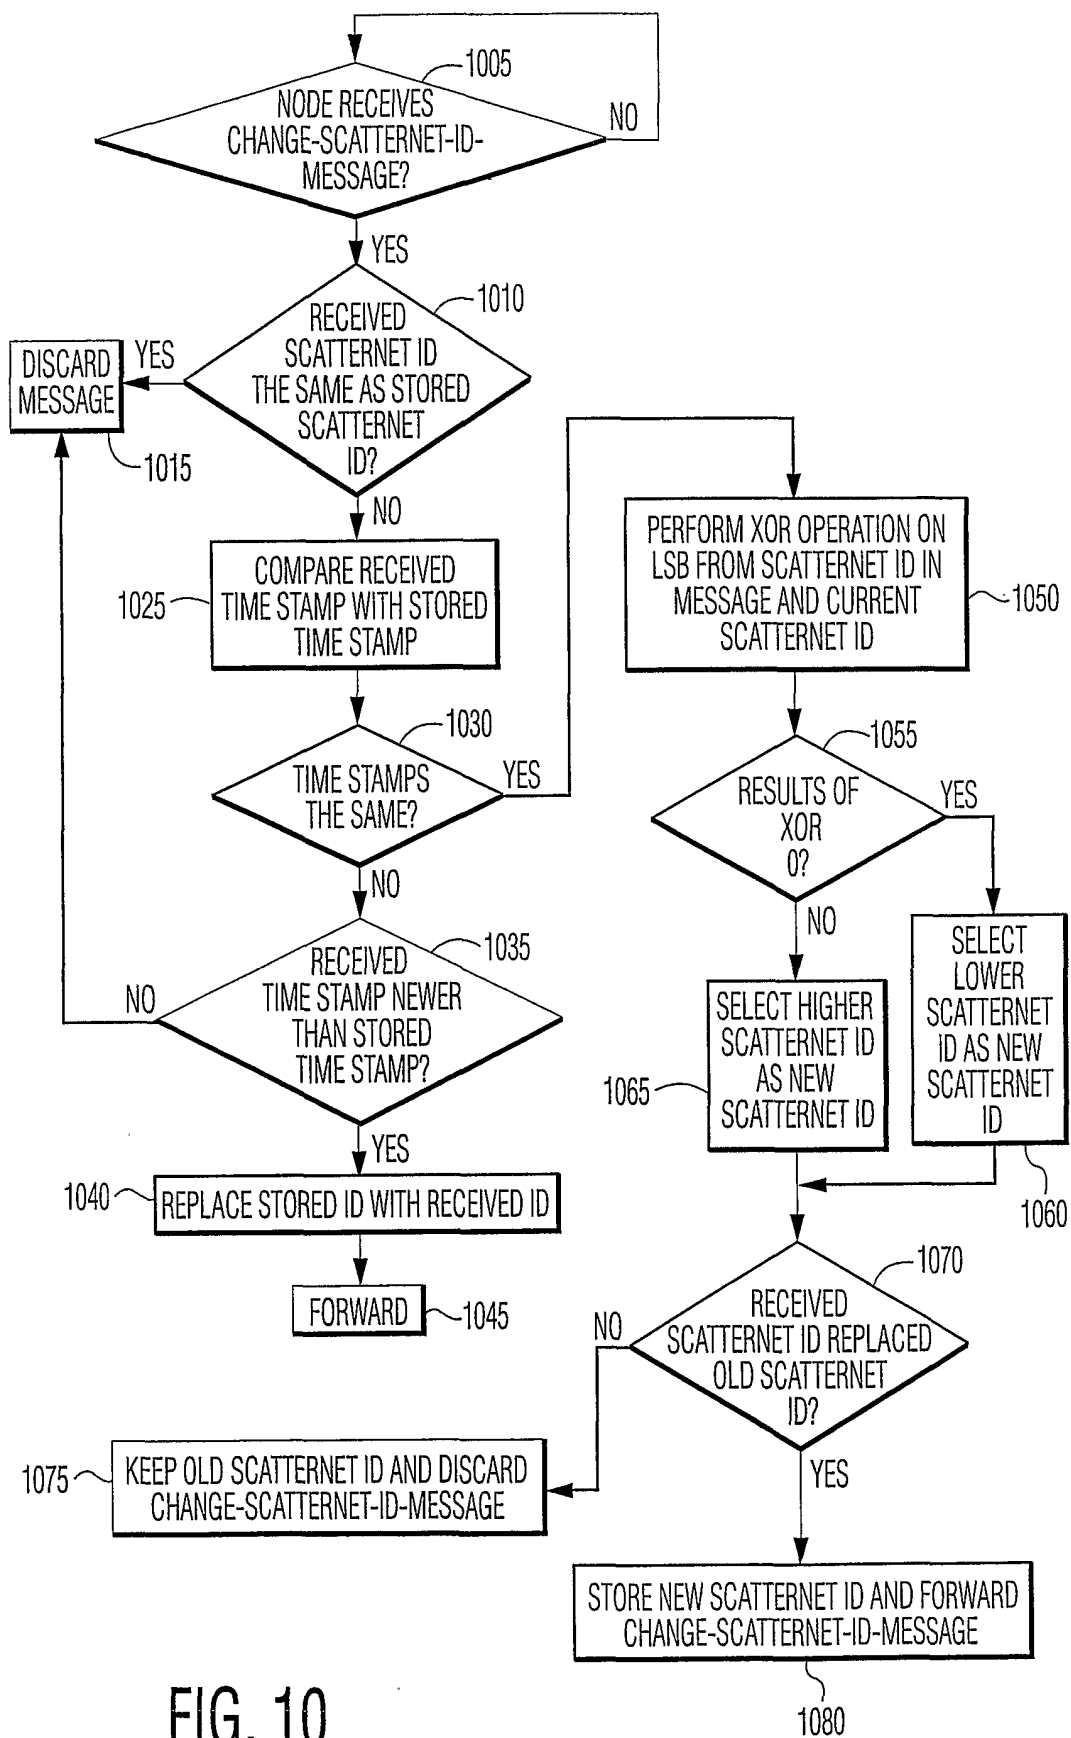 1005
NODE RECEIVES
CHANGE-SCATTERNET-ID-
MESSAGE?
NO
YES
1010
RECEIVED
SCATTERNET ID
THE SAME AS STORED
SCATTERNET
ID?
YES
DISCARD
MESSAGE
1015
NO
COMPARE RECEIVED
TIME STAMP WITH STORED
TIME STAMP
1025
1030
TIME STAMPS
THE SAME?
YES
NO
1035
RECEIVED
TIME STAMP NEWER
THAN STORED
TIME STAMP?
NO
YES
1040
REPLACE STORED ID WITH RECEIVED ID
FORWARD
1045
PERFORM XOR OPERATION ON
LSB FROM SCATTERNET ID IN
MESSAGE AND CURRENT
SCATTERNET ID
1050
1055
RESULTS OF
XOR
0?
YES
NO
SELECT
LOWER
SCATTERNET
ID AS NEW
SCATTERNET
ID
1060
SELECT HIGHER
SCATTERNET ID
AS NEW
SCATTERNET ID
1065
1070
RECEIVED
SCATTERNET ID REPLACED
OLD SCATTERNET
ID?
NO
YES
1075
KEEP OLD SCATTERNET ID AND DISCARD
CHANGE-SCATTERNET-ID-MESSAGE
STORE NEW SCATTERNET ID AND FORWARD
CHANGE-SCATTERNET-ID-MESSAGE
1080
FIG. 10